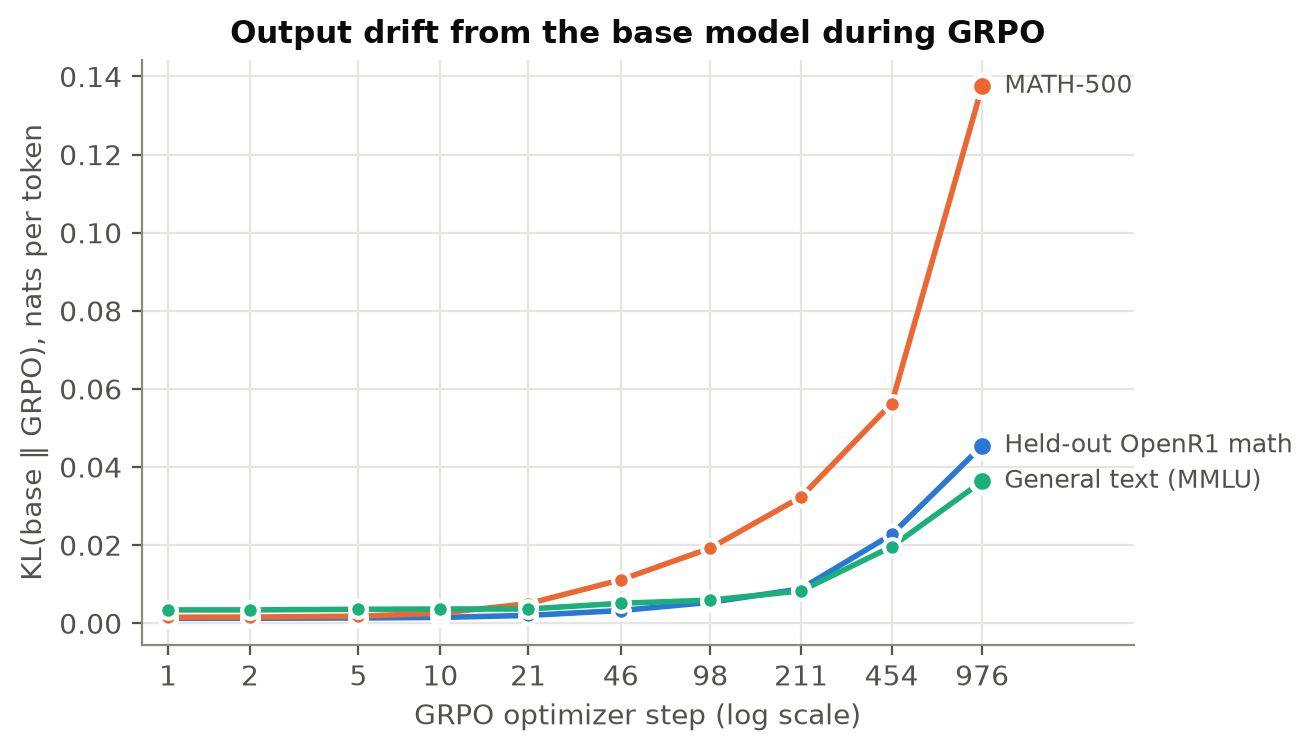 Output drift from the base model during GRPO
KL(base ‖ GRPO), nats per token
0.14
0.12
0.10
0.08
0.06
0.04
0.02
0.00
MATH-500
Held-out OpenR1 math
General text (MMLU)
1 2 5 10 21 46 98 211 454 976
GRPO optimizer step (log scale)